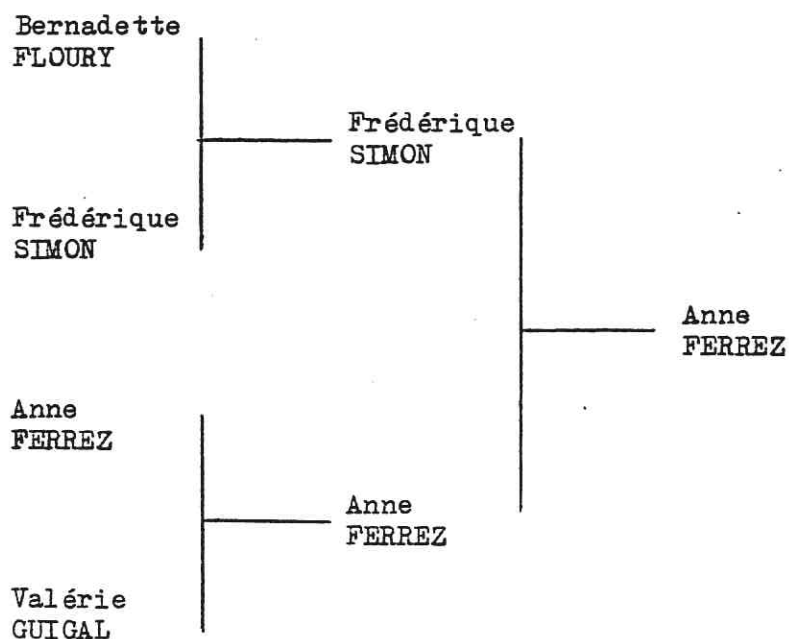 Bernadette
FLOURY
Frédérique
SIMON
Frédérique
SIMON
Anne
FERREZ
Anne
FERREZ
Anne
FERREZ
Valérie
GUIGAL